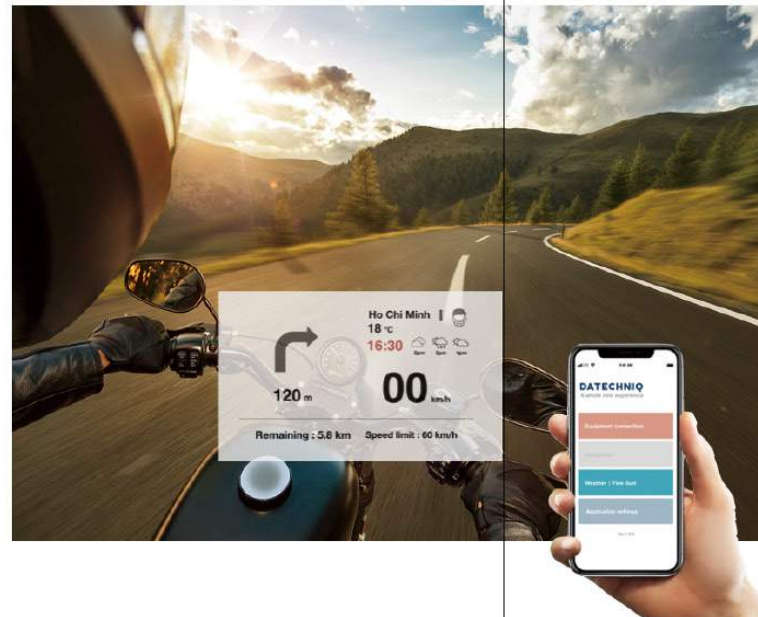 Ho Chi Minh
18 °C
16:30
120 m
00 km/h
Remaining : 5.8 km
Speed limit : 60 km/h
DATECHNIQ
Equipment connection
Weather | Fine dust
Application settings